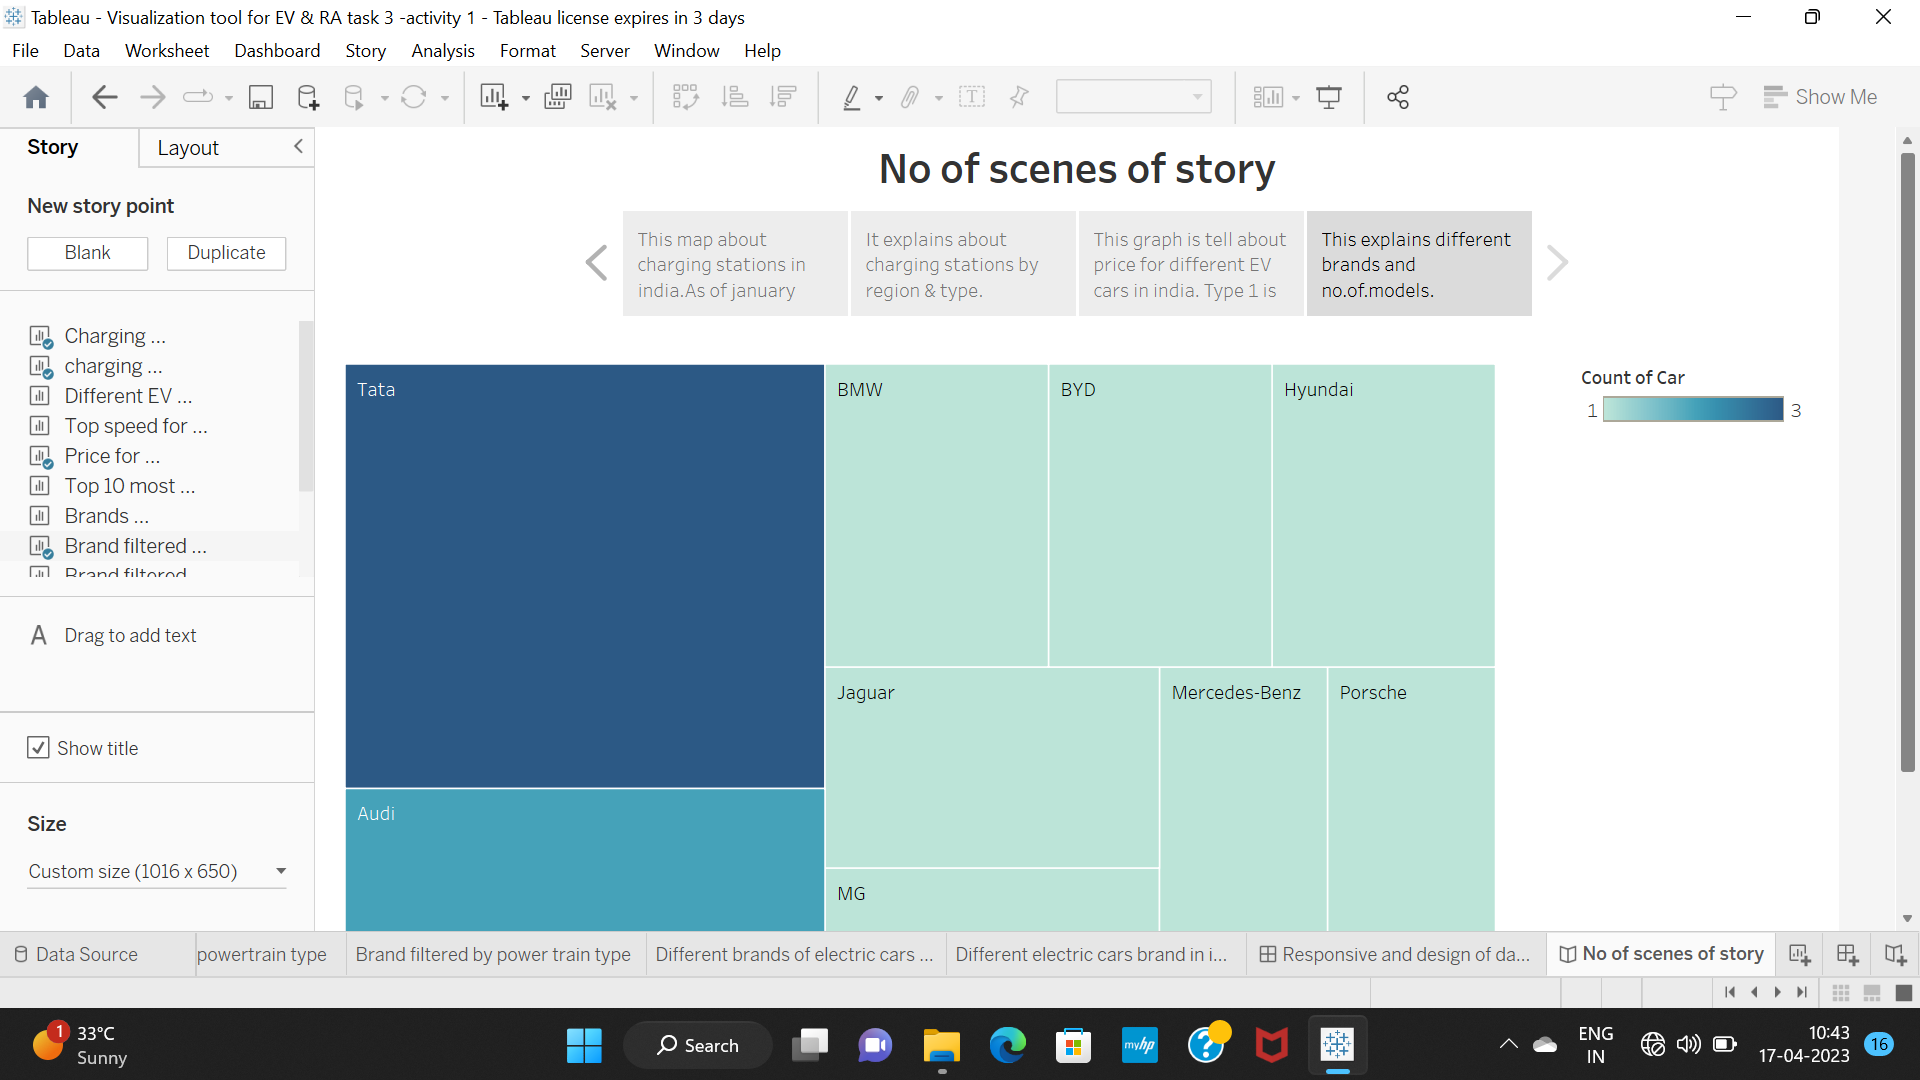 Tableau - Visualization tool for EV & RA task 3 -activity 1 - Tableau license expires in 3 days
File Data Worksheet Dashboard Story Analysis Format Server Window Help
Show Me
Story Layout
New story point
Blank Duplicate
Charging ...
charging ...
Different EV ...
Top speed for ...
Price for ...
Top 10 most ...
Brands ...
Brand filtered ...
Brand filtered
A Drag to add text
Show title
Size
Custom size (1016 x 650)
No of scenes of story
This map about
charging stations in
india.As of january
It explains about
charging stations by
region & type.
This graph is tell about
price for different EV
cars in india. Type 1 is
This explains different
brands and
no.of.models.
Tata
BMW
BYD
Hyundai
Jaguar
Mercedes-Benz
Porsche
Audi
MG
Count of Car
1 3
Data Source powertrain type Brand filtered by power train type Different brands of electric cars ... Different electric cars brand in i... Responsive and design of da... No of scenes of story
1 33°C
Sunny
Search
myhp
ENG
IN
10:43
17-04-2023
16